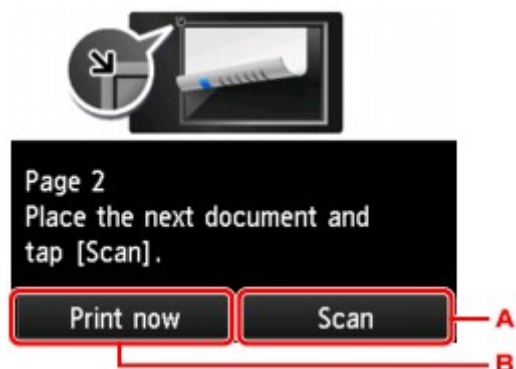 Page 2
Place the next document and
tap [Scan].
Print now
Scan
A
B